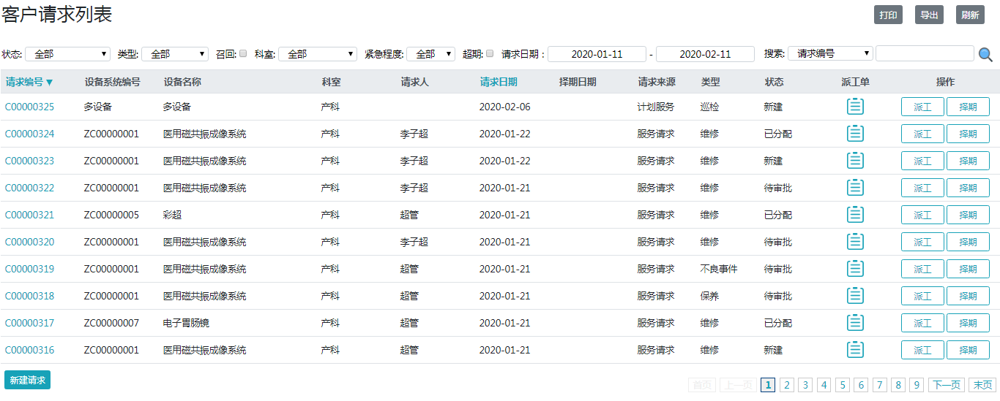 客户请求列表 打印 导出 刷新
状态: 全部 类型: 全部 召回: 科室: 全部 紧急程度: 全部 超期: 请求日期： 2020-01-11 - 2020-02-11 搜索: 请求编号
请求编号▼ 设备系统编号 设备名称 科室 请求人 请求日期 择期日期 请求来源 类型 状态 派工单 操作
C00000325 多设备 多设备 产科 2020-02-06 计划服务 巡检 新建 派工 择期
C00000324 ZC00000001 医用磁共振成像系统 产科 李子超 2020-01-22 服务请求 维修 已分配 派工 择期
C00000323 ZC00000001 医用磁共振成像系统 产科 李子超 2020-01-22 服务请求 维修 新建 派工 择期
C00000322 ZC00000001 医用磁共振成像系统 产科 李子超 2020-01-21 服务请求 维修 待审批 派工 择期
C00000321 ZC00000005 彩超 产科 超管 2020-01-21 服务请求 维修 已分配 派工 择期
C00000320 ZC00000001 医用磁共振成像系统 产科 李子超 2020-01-21 服务请求 维修 待审批 派工 择期
C00000319 ZC00000001 医用磁共振成像系统 产科 超管 2020-01-21 服务请求 不良事件 待审批 派工 择期
C00000318 ZC00000001 医用磁共振成像系统 产科 超管 2020-01-21 服务请求 保养 待审批 派工 择期
C00000317 ZC00000007 电子胃肠镜 产科 超管 2020-01-21 服务请求 维修 已分配 派工 择期
C00000316 ZC00000001 医用磁共振成像系统 产科 超管 2020-01-21 服务请求 维修 新建 派工 择期
新建请求 首页 上一页 1 2 3 4 5 6 7 8 9 下一页 末页